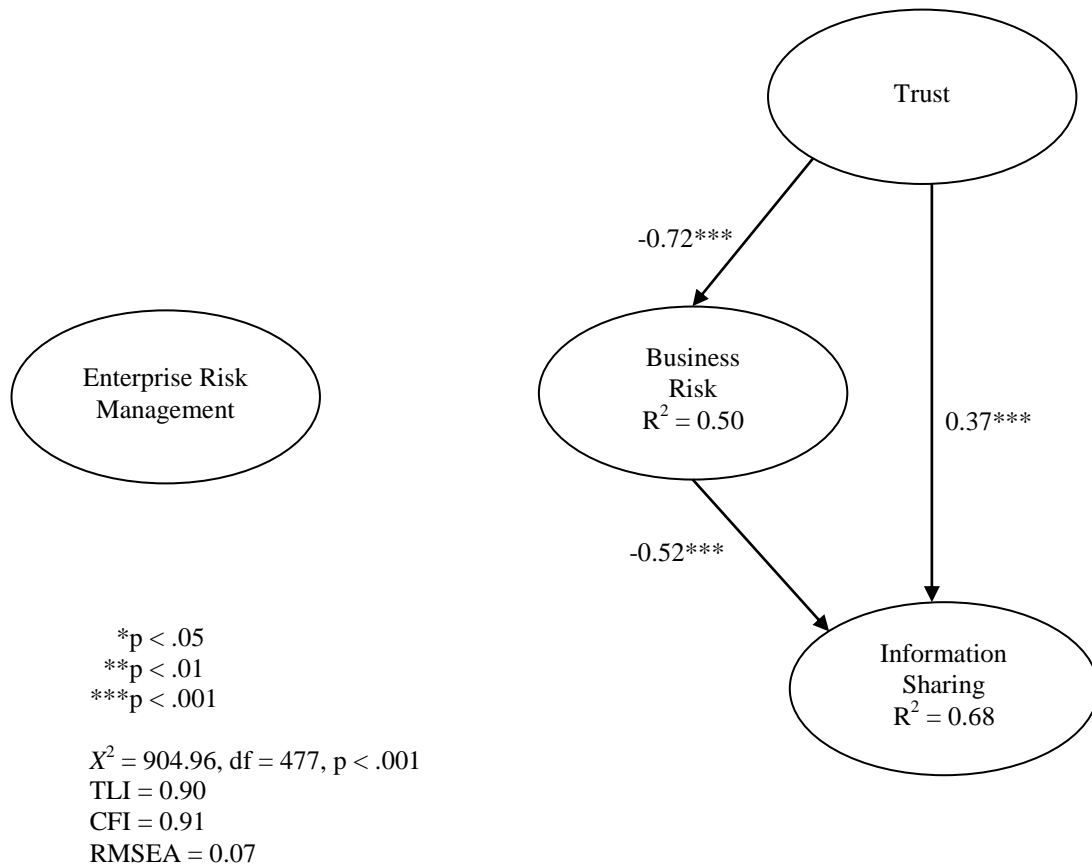 Trust
-0.72***
Enterprise Risk
Management
Business
Risk
R² = 0.50
0.37***
-0.52***
*p < .05
**p < .01
***p < .001
Information
Sharing
R² = 0.68
X² = 904.96, df = 477, p < .001
TLI = 0.90
CFI = 0.91
RMSEA = 0.07